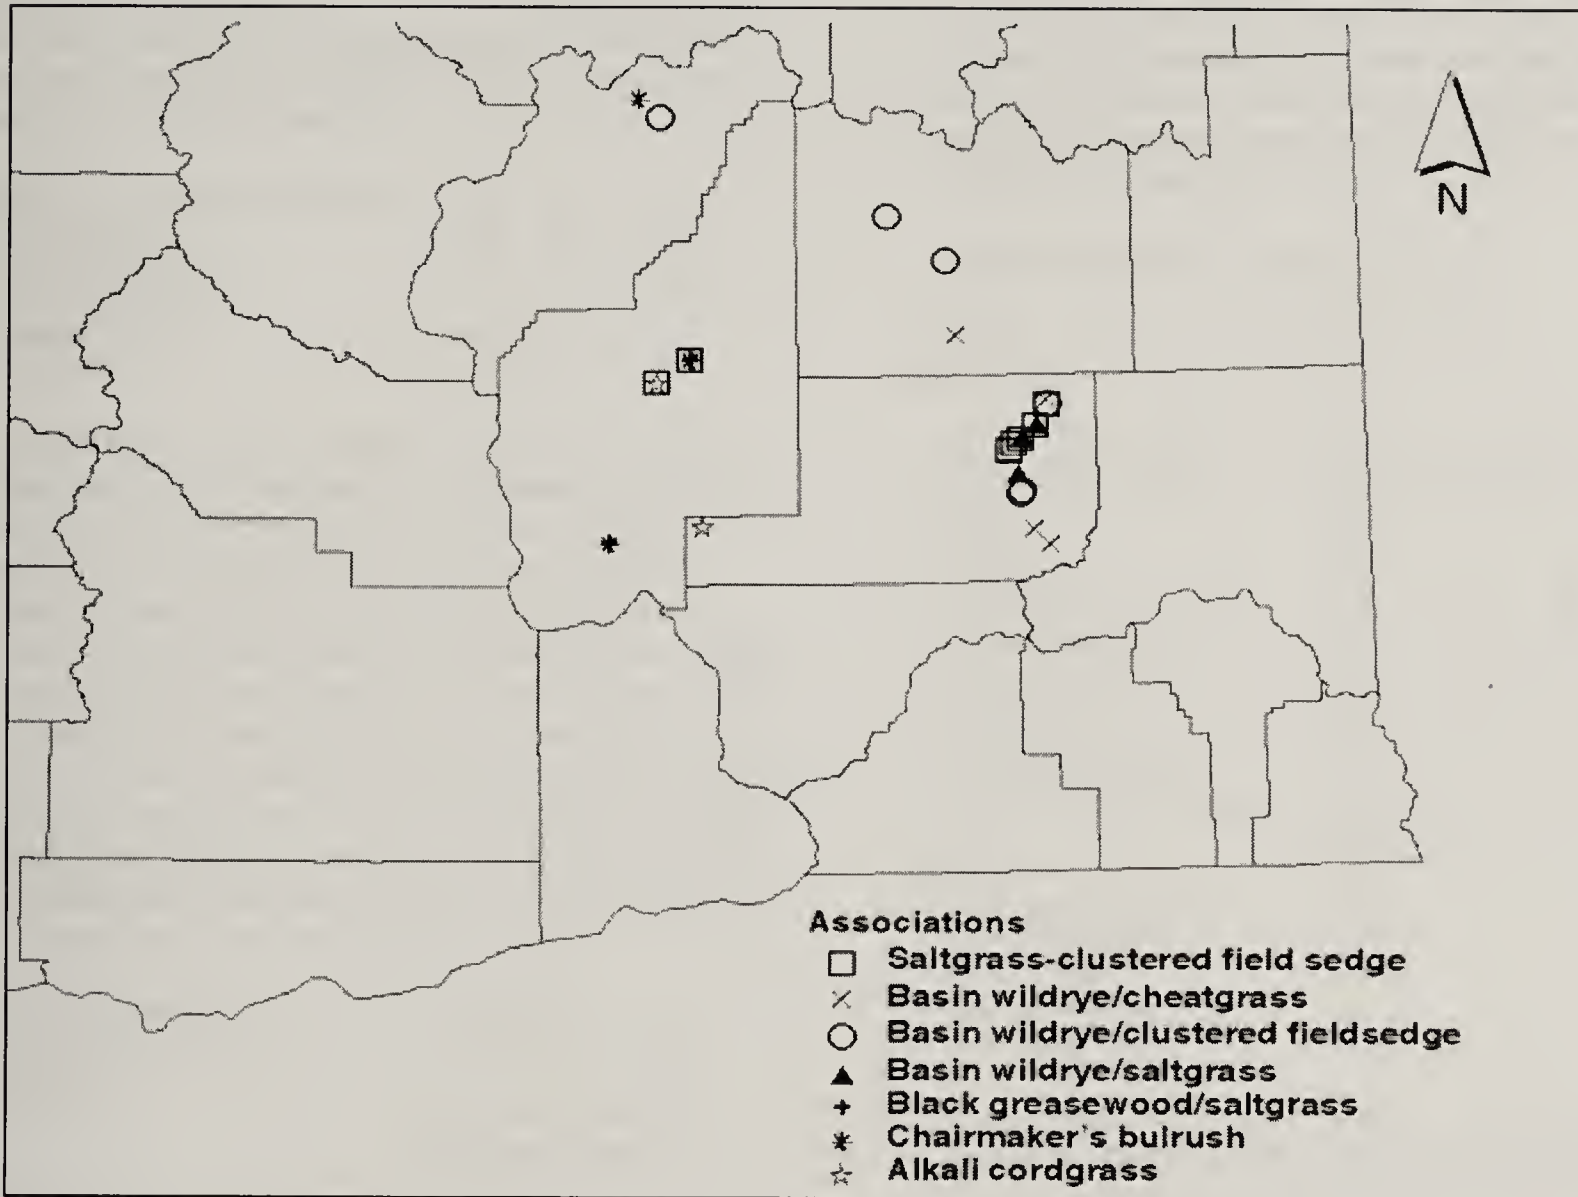 N
Associations
Saltgrass-clustered field sedge
Basin wildrye/cheatgrass
Basin wildrye/clustered fieldsedge
Basin wildrye/saltgrass
Black greasewood/saltgrass
Chairmaker's bulrush
Alkali cordgrass